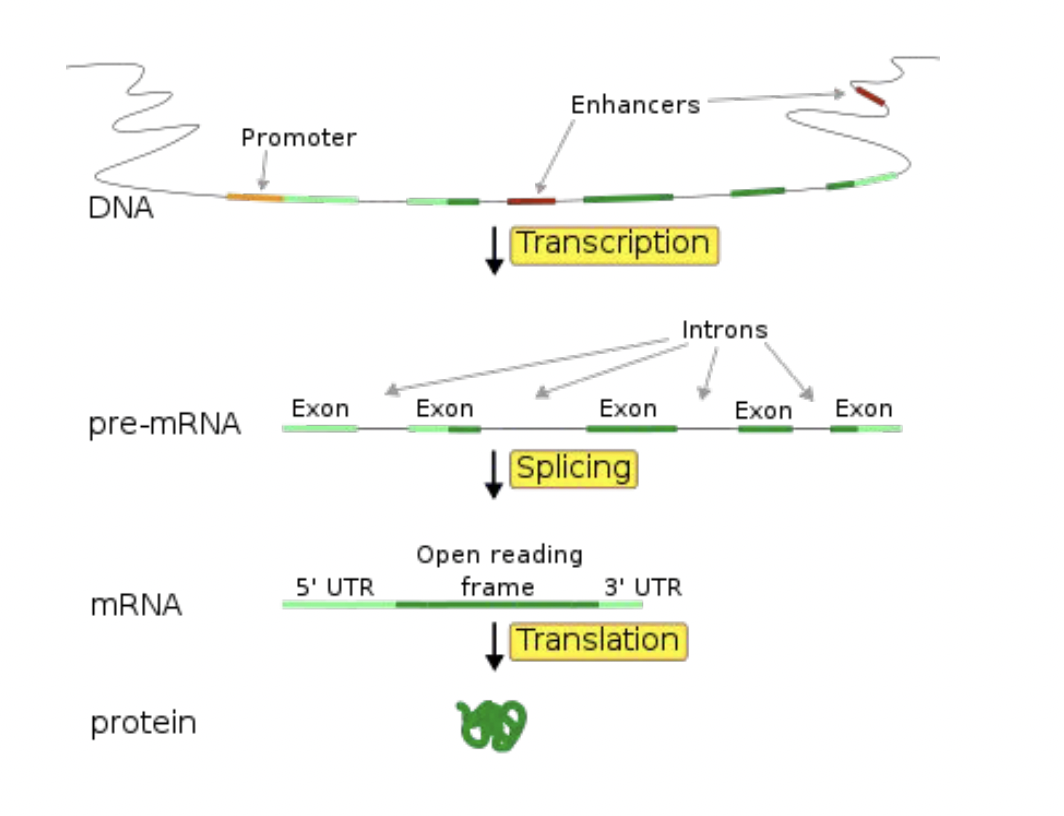 Enhancers
Promoter
DNA
Transcription
Introns
Exon Exon Exon Exon Exon
pre-mRNA
Splicing
Open reading
5' UTR frame 3' UTR
mRNA
Translation
protein